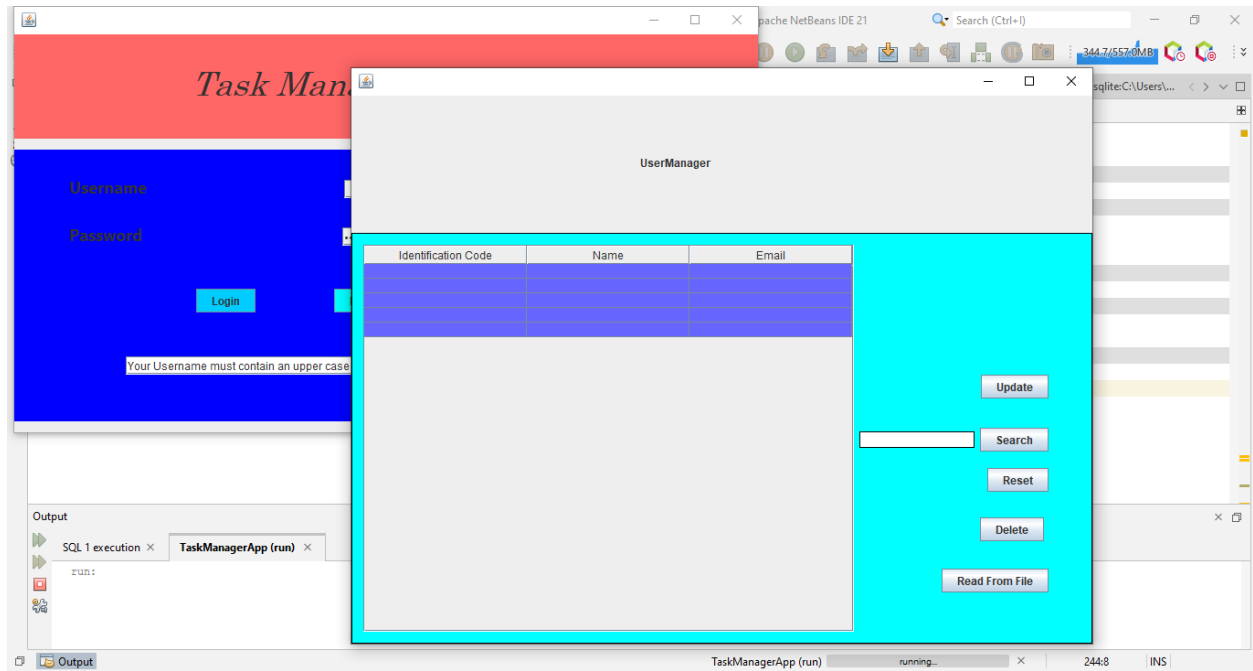 pache NetBeans IDE 21
Search (Ctrl+I)
344.7/557.0MB
Task Man
sqlite:C:\Users\...
UserManager
Username
Password
Identification Code Name Email
Login
Your Username must contain an upper case
Update
Search
Reset
Delete
Read From File
Output
SQL 1 execution
TaskManagerApp (run)
run:
Output
TaskManagerApp (run)
running...
244:8
INS